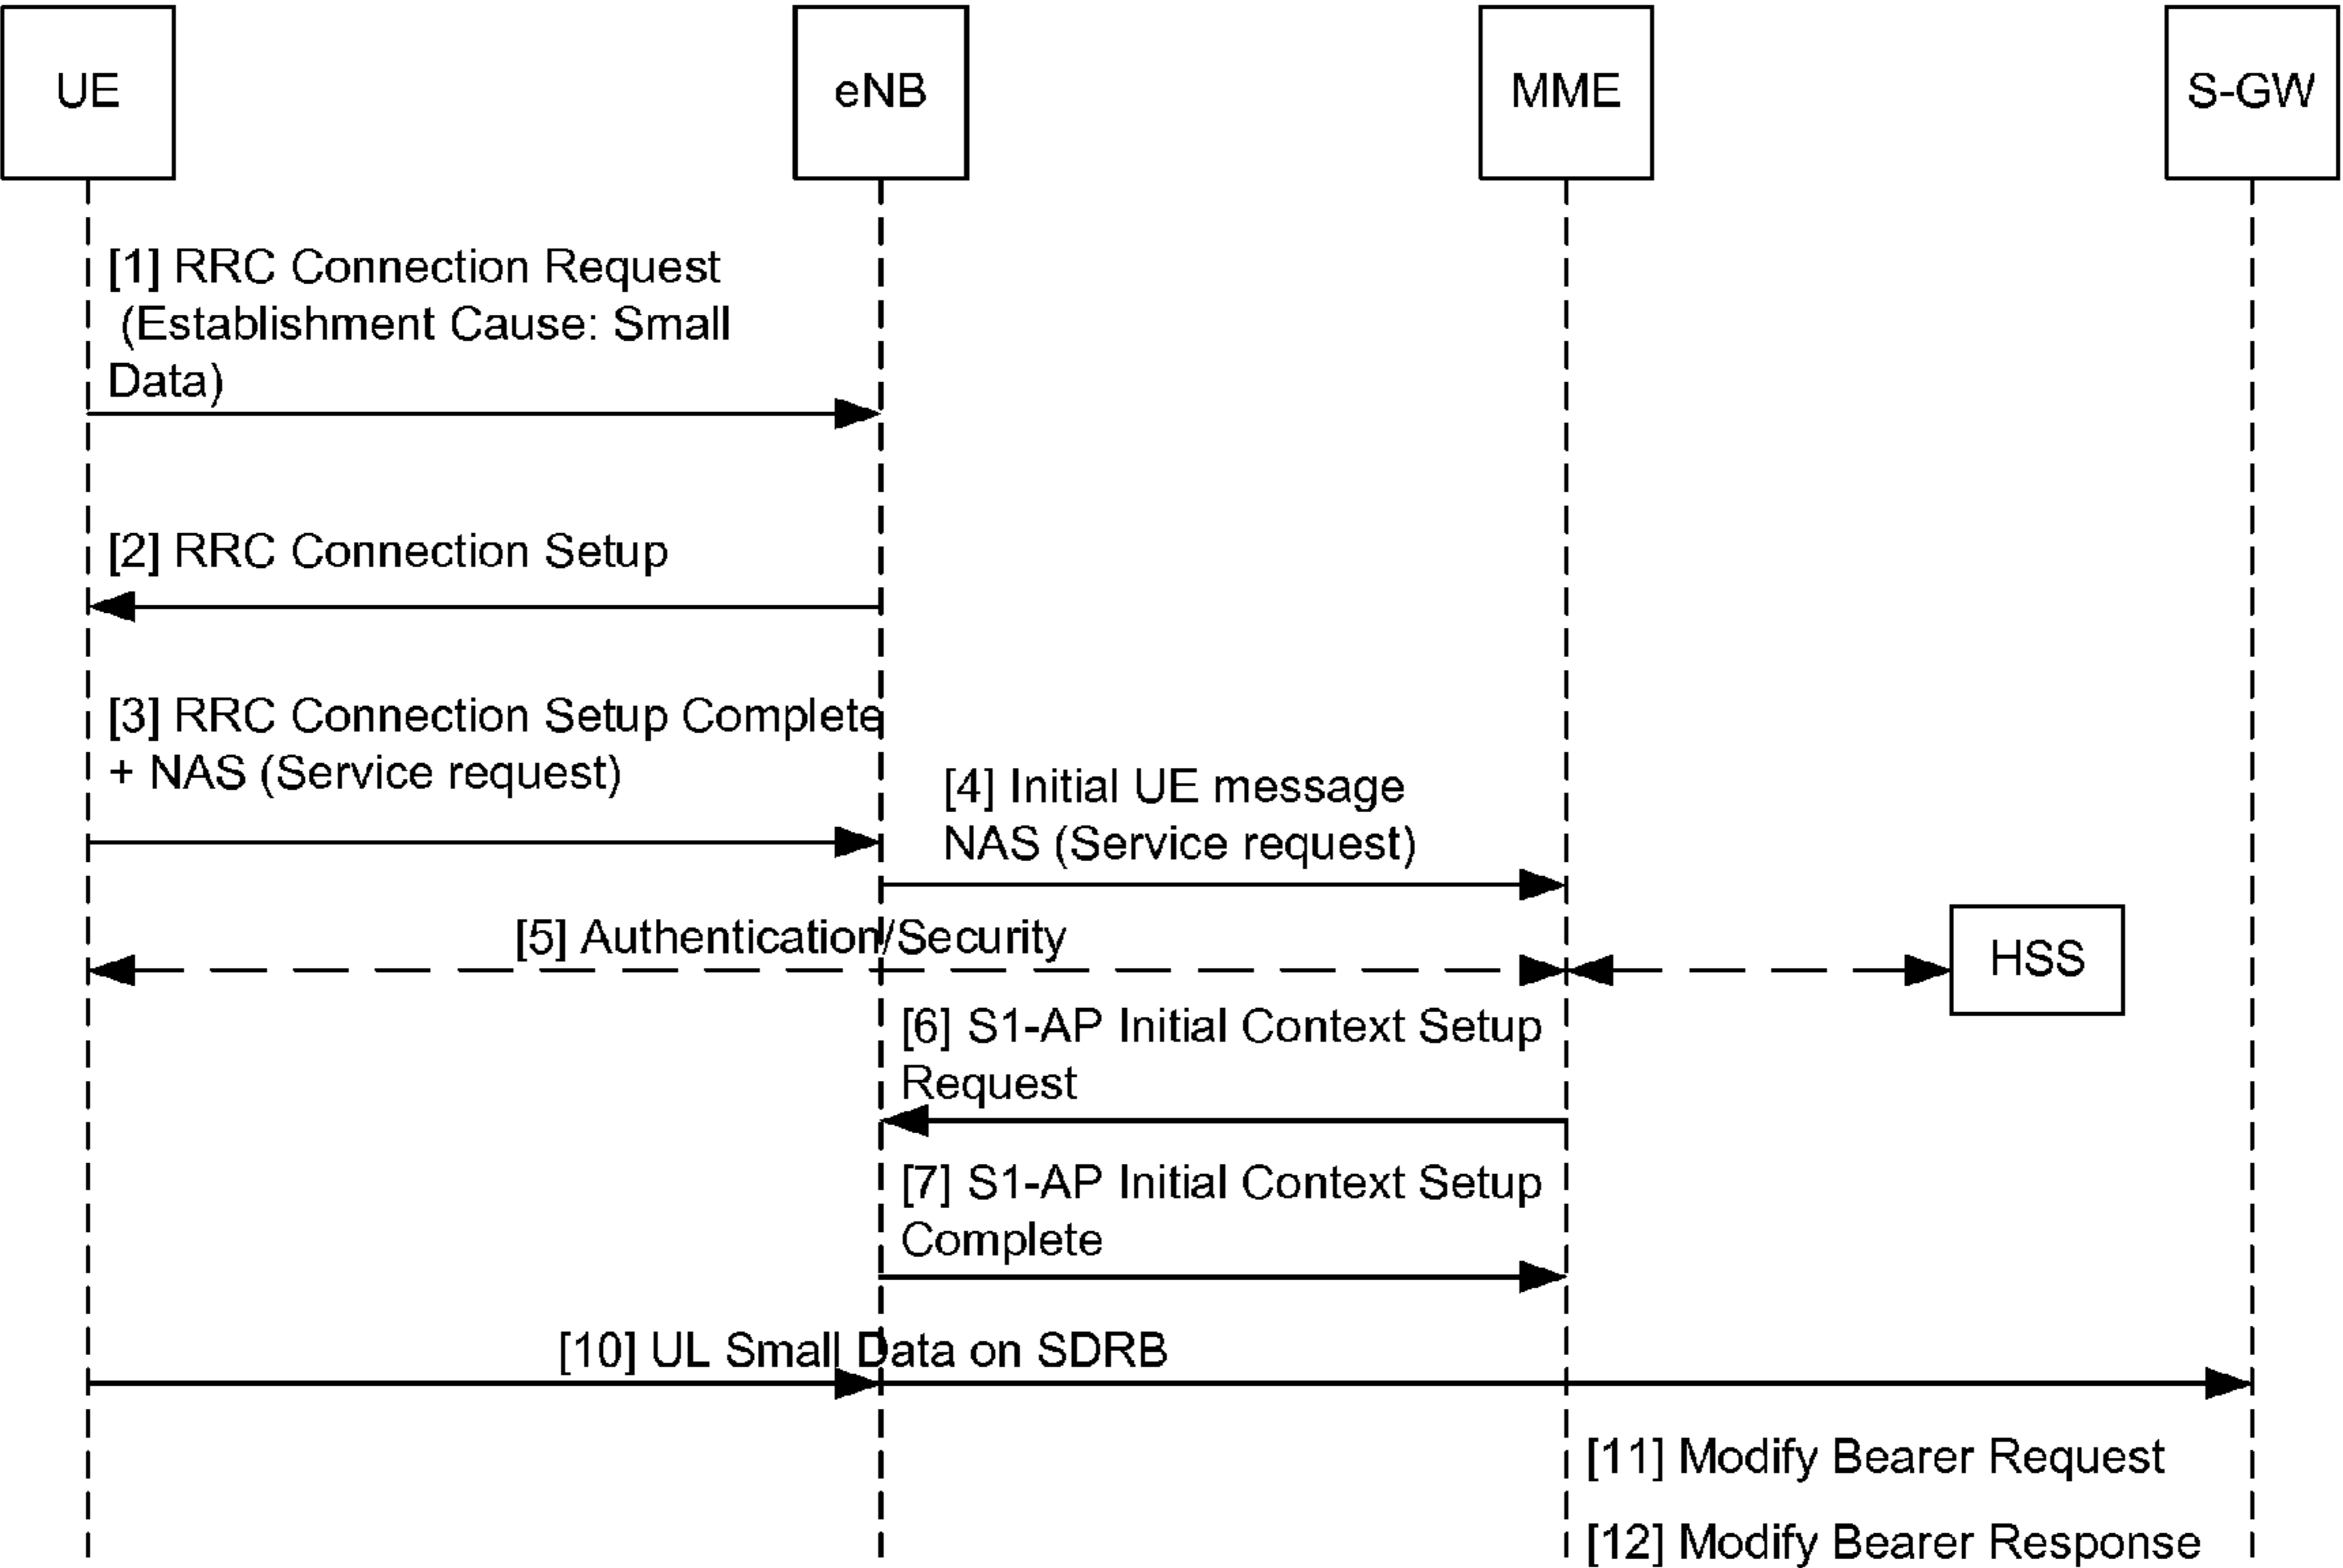 UE
eNB
MME
S-GW
[1] RRC Connection Request
(Establishment Cause: Small
Data)
[2] RRC Connection Setup
[3] RRC Connection Setup Complete
+ NAS (Service request)
[4] Initial UE message
NAS (Service request)
[5] Authentication/Security
HSS
[6] S1-AP Initial Context Setup
Request
[7] S1-AP Initial Context Setup
Complete
[10] UL Small Data on SDRB
[11] Modify Bearer Request
[12] Modify Bearer Response